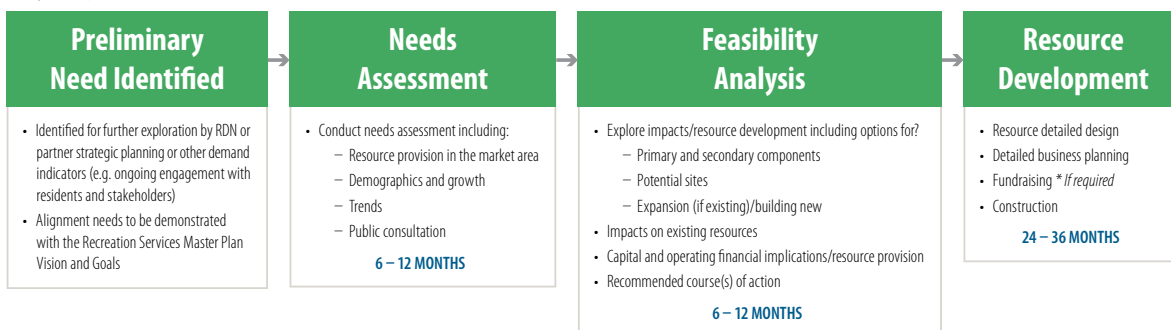 Preliminary
Need Identified
• Identified for further exploration by RDN or
partner strategic planning or other demand
indicators (e.g. ongoing engagement with
residents and stakeholders)
• Alignment needs to be demonstrated
with the Recreation Services Master Plan
Vision and Goals
Needs
Assessment
• Conduct needs assessment including:
– Resource provision in the market area
– Demographics and growth
– Trends
– Public consultation
6 – 12 MONTHS
Feasibility
Analysis
• Explore impacts/resource development including options for?
– Primary and secondary components
– Potential sites
– Expansion (if existing)/building new
• Impacts on existing resources
• Capital and operating financial implications/resource provision
• Recommended course(s) of action
6 – 12 MONTHS
Resource
Development
• Resource detailed design
• Detailed business planning
• Fundraising * If required
• Construction
24 – 36 MONTHS